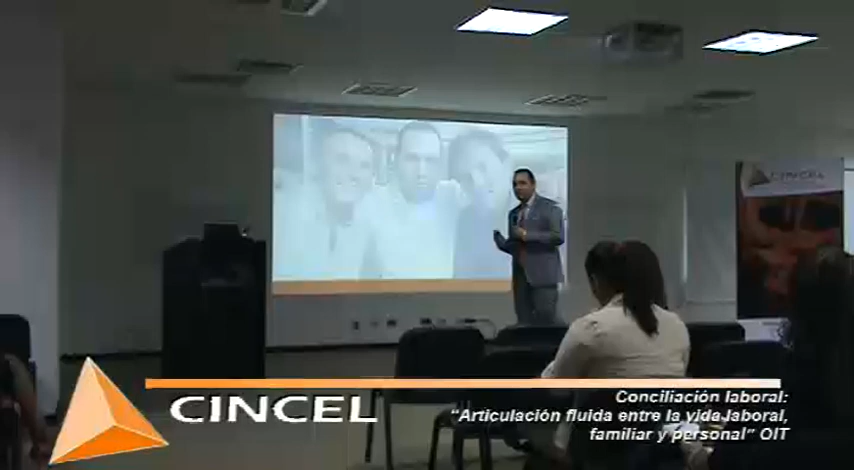 CINCEL
CINCEL
Conciliación laboral:
“Articulación fluida entre la vida laboral,
familiar y personal” OIT